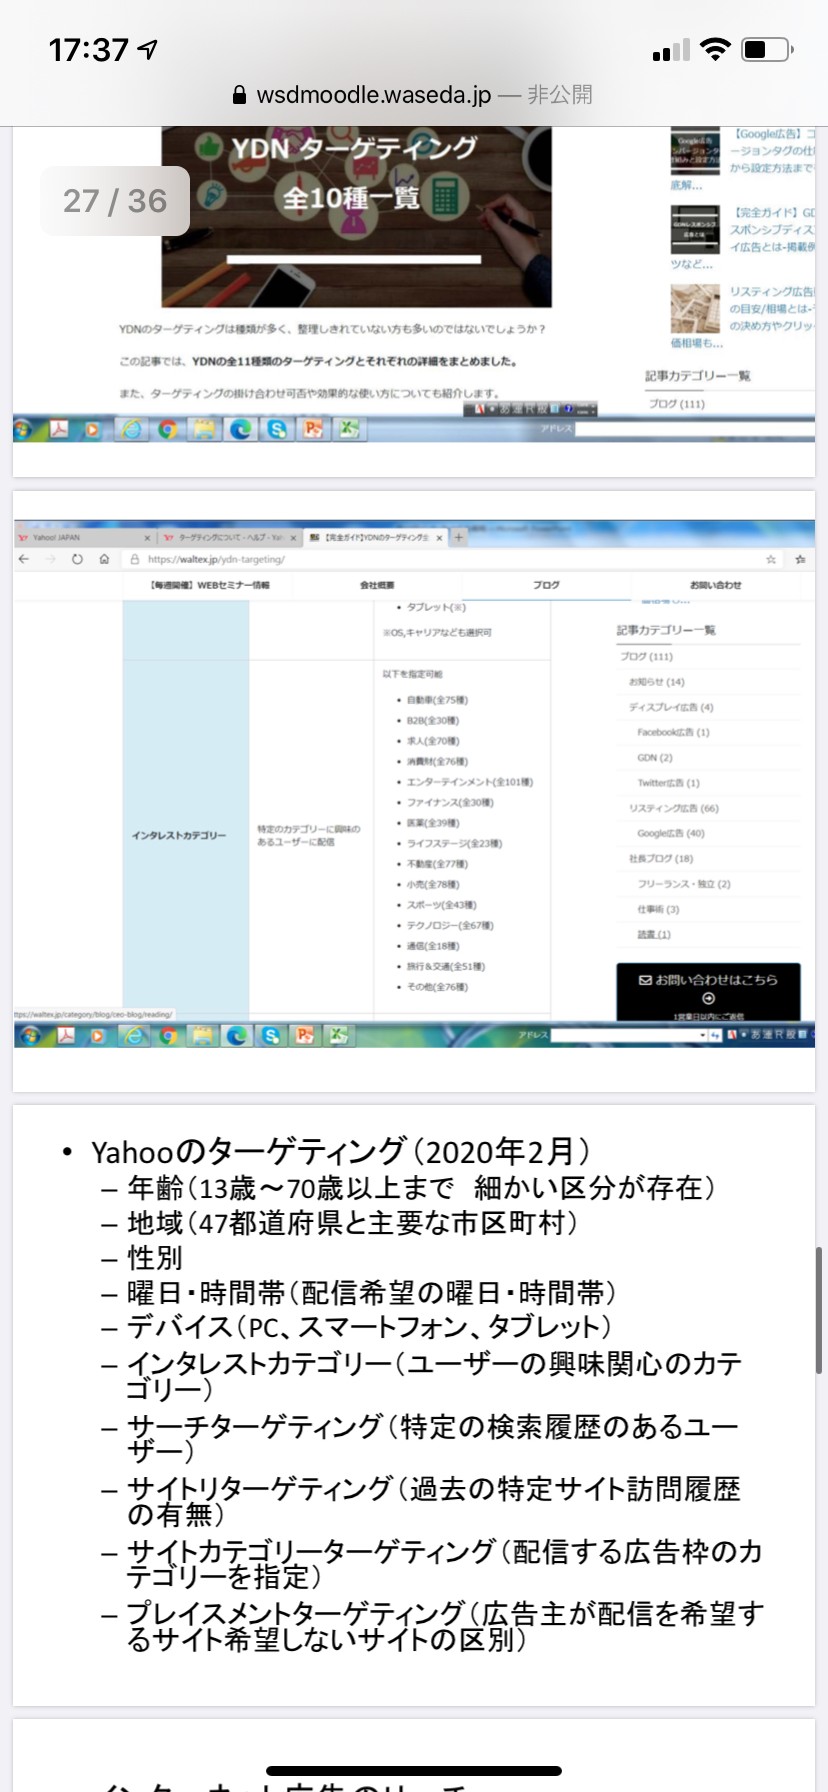 17:37
wsdmoodle.waseda.jp — 非公開
27 / 36
YDN ターゲティング
全10種一覧
YDNのターゲティングは種類が多く、整理しきれていない方も多いのではないでしょうか？
この記事では、YDNの全11種類のターゲティングとそれぞれの詳細をまとめました。
また、ターゲティングの掛け合わせ可否や効果的な使い方についても紹介します。
【Google広告】コ
ージョンタグの仕
から設定方法まで
底解...
【完全ガイド】GD
スポンシブディス
イ広告とは-掲載例
ツなど...
リスティング広告
の目安/相場とは-
の決め方やクリッ
価相場も...
記事カテゴリー一覧
ブログ (111)
アドレス
Yahoo! JAPAN
ターゲティングについて - ヘルプ - Yah
【完全ガイド】YDNのターゲティング全
https://waltex.jp/ydn-targeting/
【毎週開催】WEBセミナー情報
会社概要
ブログ
お問い合わせ
• タブレット(※)
※OS,キャリアなども選択可
インタレストカテゴリー
特定のカテゴリーに興味の
あるユーザーに配信
以下を指定可能
• 自動車(全75種)
• B2B(全30種)
• 求人(全70種)
• 消費財(全76種)
• エンターテインメント(全101種)
• ファイナンス(全30種)
• 医薬(全39種)
• ライフステージ(全23種)
• 不動産(全77種)
• 小売(全78種)
• スポーツ(全43種)
• テクノロジー(全67種)
• 通信(全18種)
• 旅行&交通(全51種)
• その他(全76種)
記事カテゴリー一覧
ブログ (111)
お知らせ (14)
ディスプレイ広告 (4)
Facebook広告 (1)
GDN (2)
Twitter広告 (1)
リスティング広告 (66)
Google広告 (40)
社長ブログ (18)
フリーランス・独立 (2)
仕事術 (3)
読書 (1)
お問い合わせはこちら
1営業日以内にご返信
ttps://waltex.jp/category/blog/ceo-blog/reading/
アドレス
• Yahooのターゲティング（2020年2月）
– 年齢（13歳～70歳以上まで　細かい区分が存在）
– 地域（47都道府県と主要な市区町村）
– 性別
– 曜日・時間帯（配信希望の曜日・時間帯）
– デバイス（PC、スマートフォン、タブレット）
– インタレストカテゴリー（ユーザーの興味関心のカテ
ゴリー）
– サーチターゲティング（特定の検索履歴のあるユー
ザー）
– サイトリターゲティング（過去の特定サイト訪問履歴
の有無）
– サイトカテゴリーターゲティング（配信する広告枠のカ
テゴリーを指定）
– プレイスメントターゲティング（広告主が配信を希望す
るサイト希望しないサイトの区別）